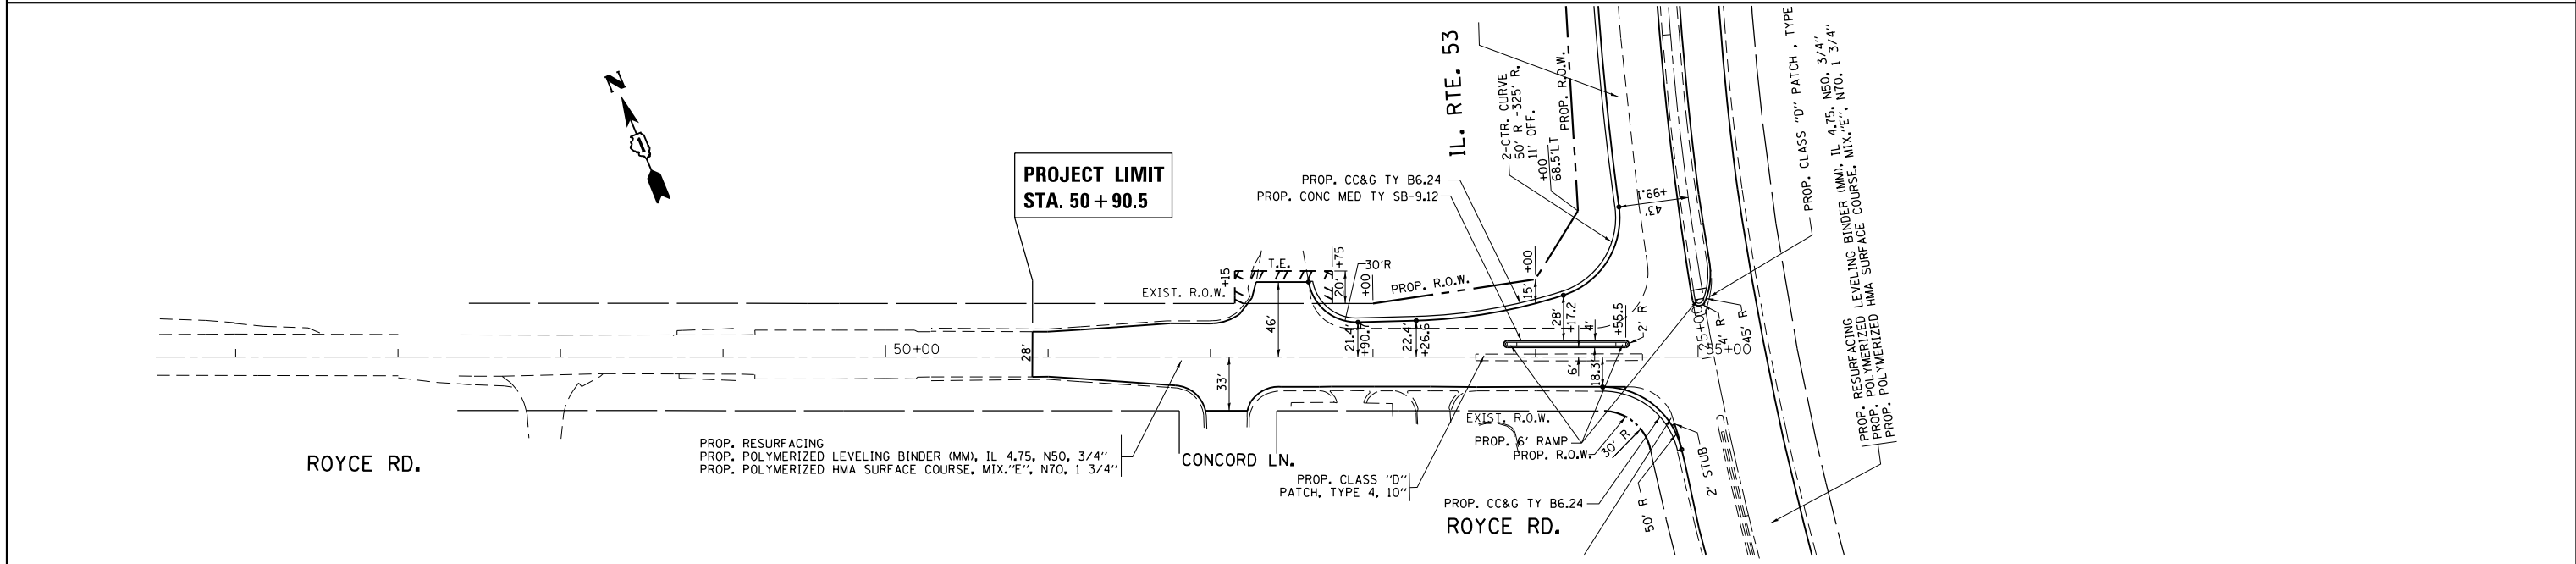 N
IL. RTE. 53
PROJECT LIMIT
STA. 50+90.5
2-CTR. CURVE
50' R -325' R,
11' OFF.
+00
68.5'LT
PROP. R.O.W.
PROP. CC&G TY B6.24
PROP. CONC MED TY SB-9.12
+99.1
43'
PROP. CLASS "D" PATCH, TYPE
PROP. RESURFACING
PROP. POLYMERIZED LEVELING BINDER (MM), IL 4.75, N50, 3/4"
PROP. POLYMERIZED HMA SURFACE COURSE, MIX."E", N70, 1 3/4"
EXIST. R.O.W.
+15
T.E.
+75
20'
+00
30'R
PROP. R.O.W.
15'
+00
28'
50+00
46'
21.4'
+90.7
22.4'
+26.6
28'
+17.2
4'
+55.5
2' R
25+00
4' R
45' R
55+00
33'
6'
18.3'
EXIST. R.O.W.
PROP. 6' RAMP
PROP. R.O.W.
30' R
ROYCE RD.
PROP. RESURFACING
PROP. POLYMERIZED LEVELING BINDER (MM), IL 4.75, N50, 3/4"
PROP. POLYMERIZED HMA SURFACE COURSE, MIX."E", N70, 1 3/4"
CONCORD LN.
PROP. CLASS "D"
PATCH, TYPE 4, 10"
PROP. CC&G TY B6.24
ROYCE RD.
50' R
2' STUB